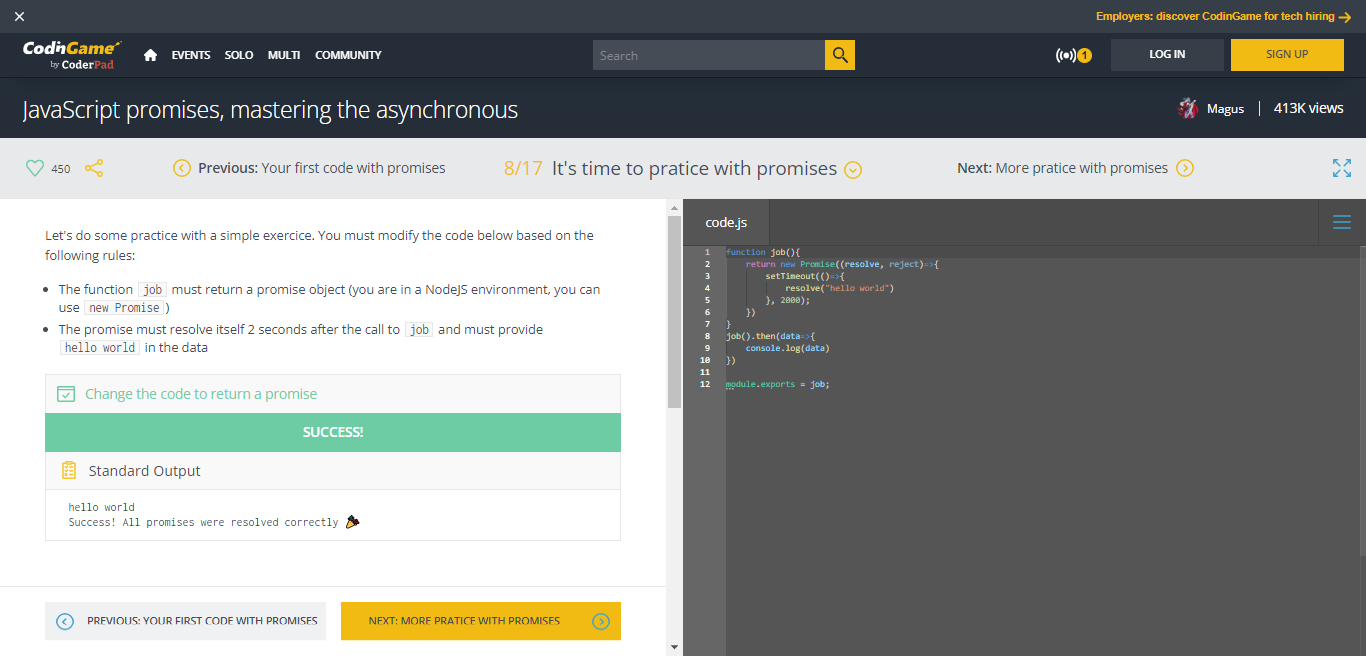 Employers: discover CodinGame for tech hiring
CodinGame
by CoderPad
EVENTS SOLO MULTI COMMUNITY
Search
1
LOG IN
SIGN UP
JavaScript promises, mastering the asynchronous
Magus
413K views
450
Previous: Your first code with promises
8/17 It's time to pratice with promises
Next: More pratice with promises
Let's do some practice with a simple exercice. You must modify the code below based on the
following rules:
The function job must return a promise object (you are in a NodeJS environment, you can
use new Promise )
The promise must resolve itself 2 seconds after the call to job and must provide
hello world in the data
Change the code to return a promise
SUCCESS!
Standard Output
hello world
Success! All promises were resolved correctly
PREVIOUS: YOUR FIRST CODE WITH PROMISES
NEXT: MORE PRATICE WITH PROMISES
code.js
1 function job(){
2 return new Promise((resolve, reject)=>{
3 setTimeout(()=>{
4 resolve("hello world")
5 }, 2000);
6 })
7 }
8 job().then(data=>{
9 console.log(data)
10 })
11
12 module.exports = job;